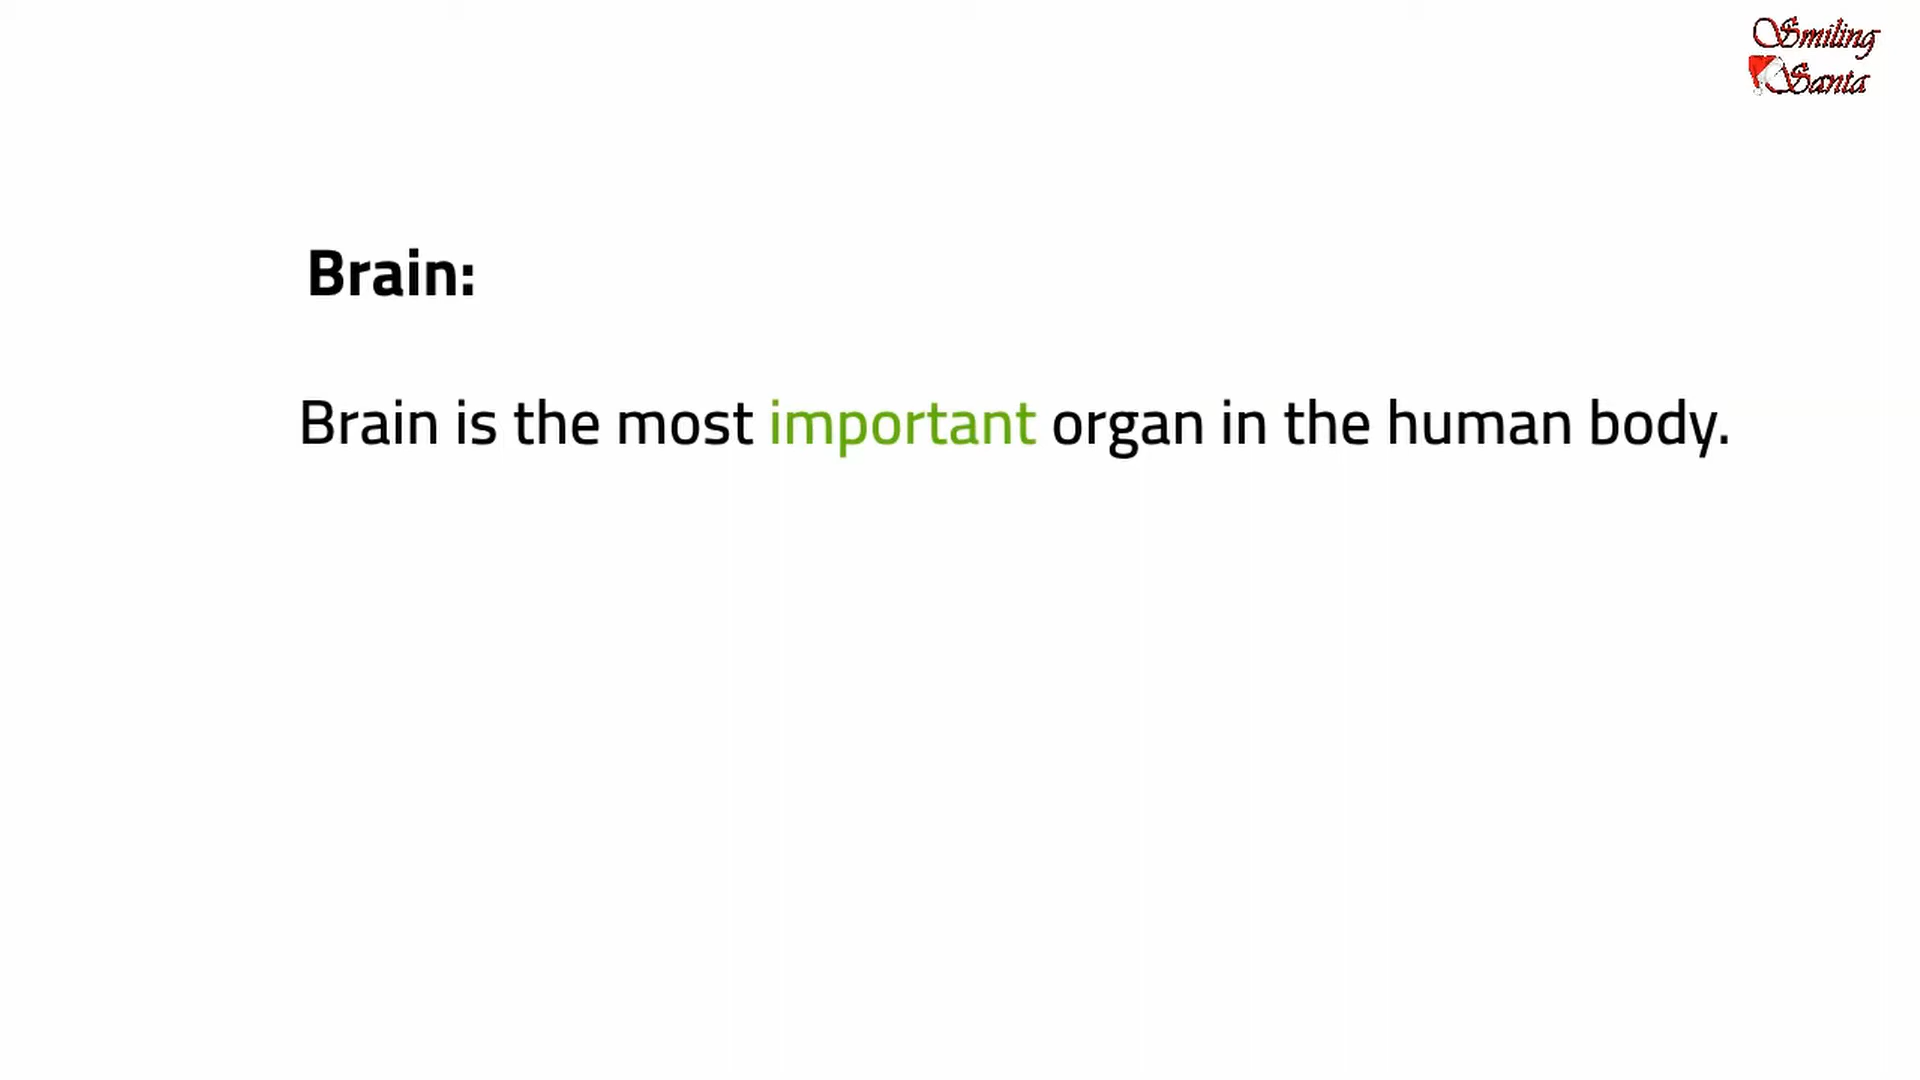 Smiling
Santa
Brain:
Brain is the most important organ in the human body.